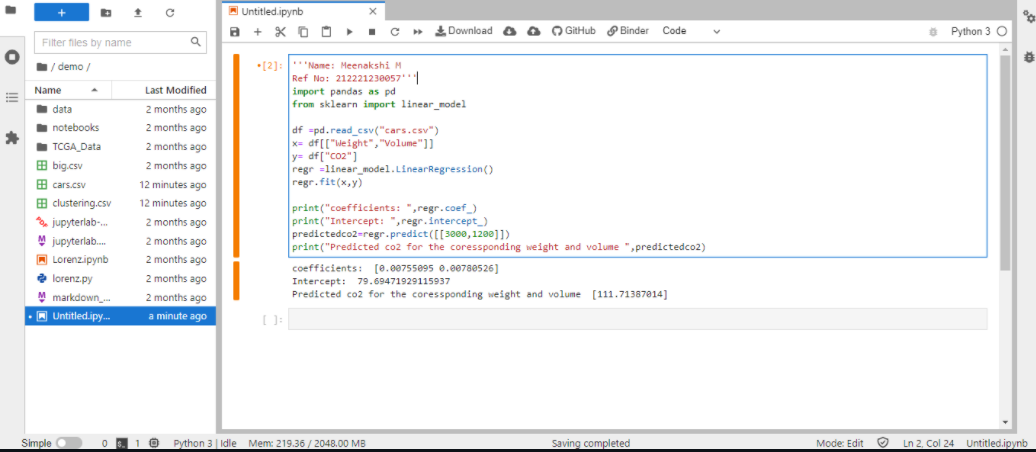 Untitled.ipynb
+
Filter files by name
/ demo /
Name Last Modified
data 2 months ago
notebooks 2 months ago
TCGA_Data 2 months ago
big.csv 2 months ago
cars.csv 12 minutes ago
clustering.csv 12 minutes ago
jupyterlab-... 2 months ago
jupyterlab.... 2 months ago
Lorenz.ipynb 2 months ago
lorenz.py 2 months ago
markdown_... 2 months ago
Untitled.ipy... a minute ago
Download GitHub Binder Code Python 3
[2]:
'''Name: Meenakshi M
Ref No: 212221230057'''
import pandas as pd
from sklearn import linear_model
df =pd.read_csv("cars.csv")
x= df[["Weight","Volume"]]
y= df["CO2"]
regr =linear_model.LinearRegression()
regr.fit(x,y)
print("coefficients: ",regr.coef_)
print("Intercept: ",regr.intercept_)
predictedco2=regr.predict([[3000,1200]])
print("Predicted co2 for the coressponding weight and volume ",predictedco2)
coefficients:  [0.00755095 0.00780526]
Intercept:  79.69471929115937
Predicted co2 for the coressponding weight and volume  [111.71387014]
[ ]:
Simple 0 1 Python 3 | Idle Mem: 219.36 / 2048.00 MB Saving completed Mode: Edit Ln 2, Col 24 Untitled.ipynb